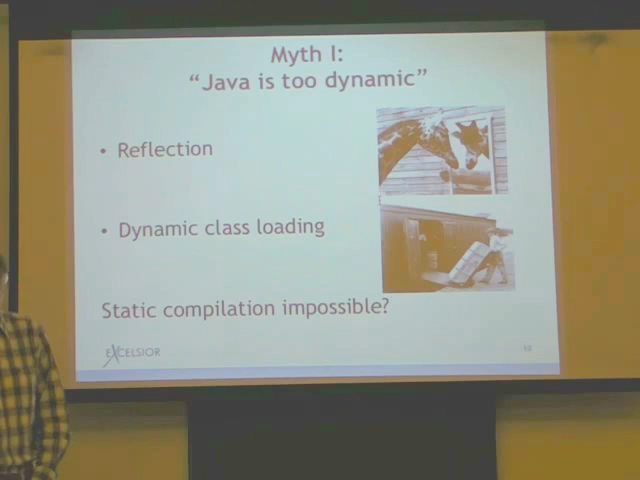 Myth I:
“Java is too dynamic”
• Reflection
• Dynamic class loading
Static compilation impossible?
EXCELSIOR